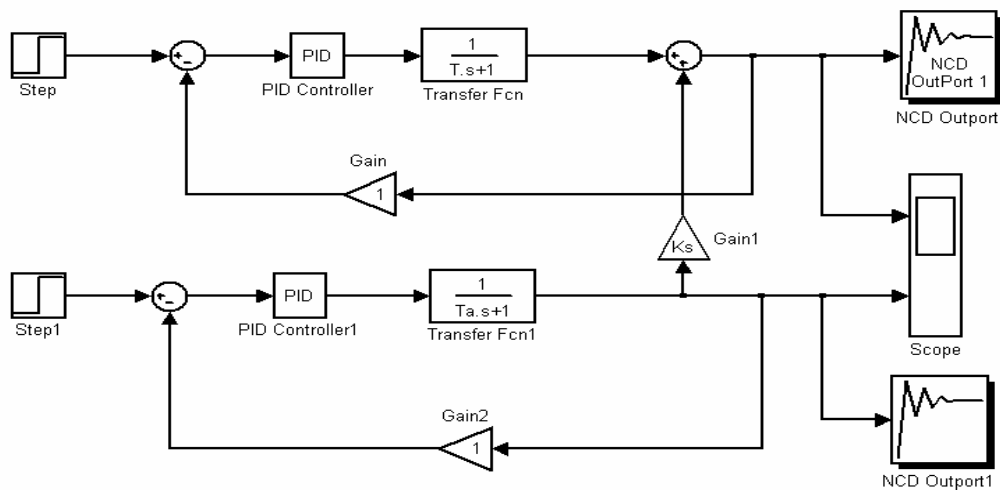 Step
+
-
PID
PID Controller
1
T.s+1
Transfer Fcn
+
+
NCD
OutPort 1
NCD Outport
Gain
1
Ks
Gain1
Step1
+
-
PID
PID Controller1
1
Ta.s+1
Transfer Fcn1
Scope
Gain2
1
NCD Outport1